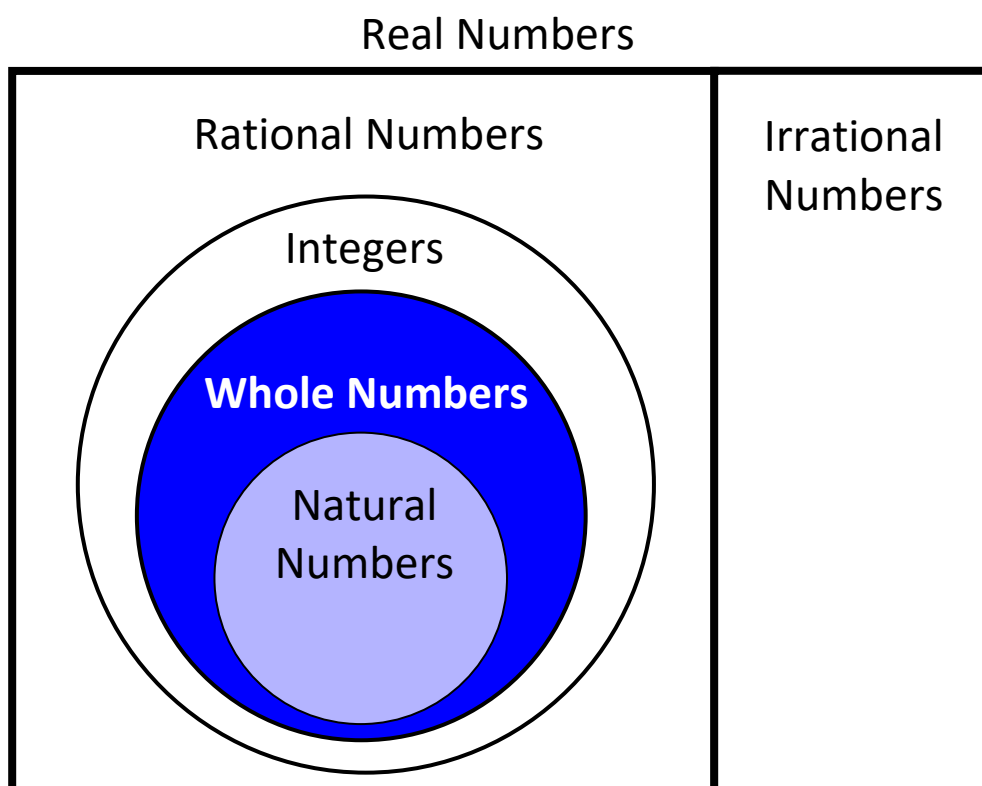 Real Numbers
Rational Numbers
Irrational
Numbers
Integers
Whole Numbers
Natural
Numbers